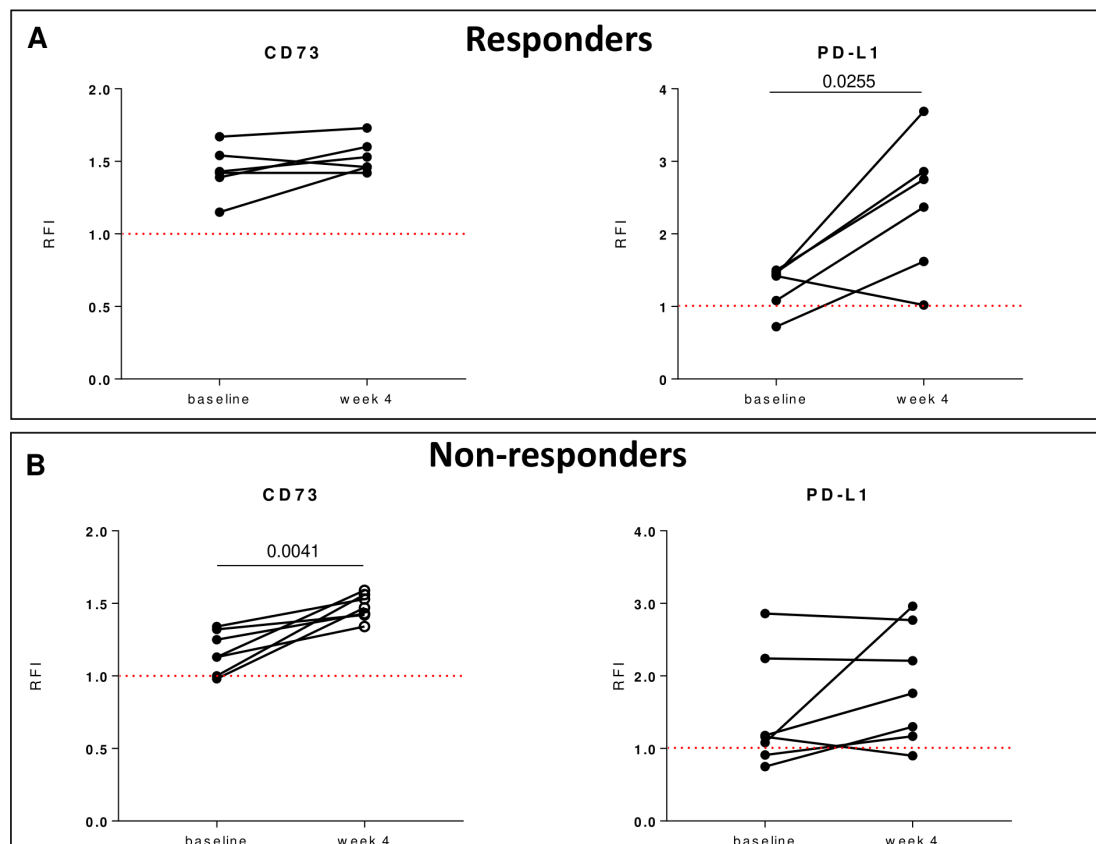 A
Responders
CD73
PD-L1
0.0255
2.0
1.5
1.0
0.5
0.0
RFI
baseline
week 4
4
3
2
1
0
RFI
baseline
week 4
B
Non-responders
CD73
PD-L1
0.0041
2.0
1.5
1.0
0.5
0.0
RFI
baseline
week 4
4.0
3.0
2.0
1.0
0.0
RFI
baseline
week 4